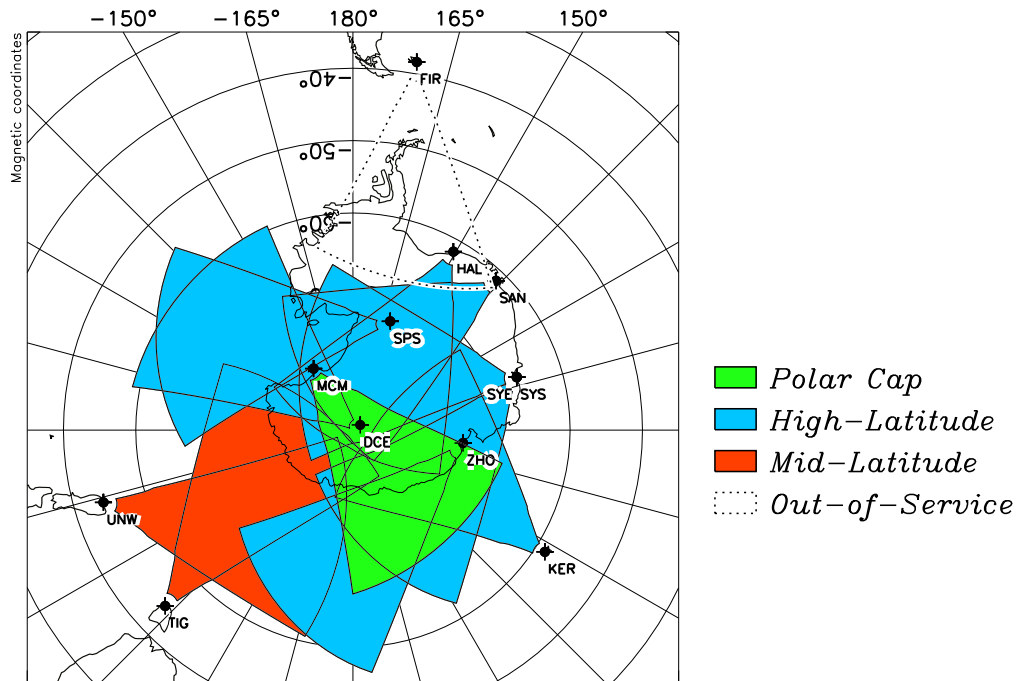 -150° -165° 180° 165° 150°
Magnetic coordinates
-40°
FIR
-50°
-60°
HAL
SAN
SPS
MCM
SYE/SYS
DCE
ZHO
UNW
KER
TIG
Polar Cap
High-Latitude
Mid-Latitude
Out-of-Service